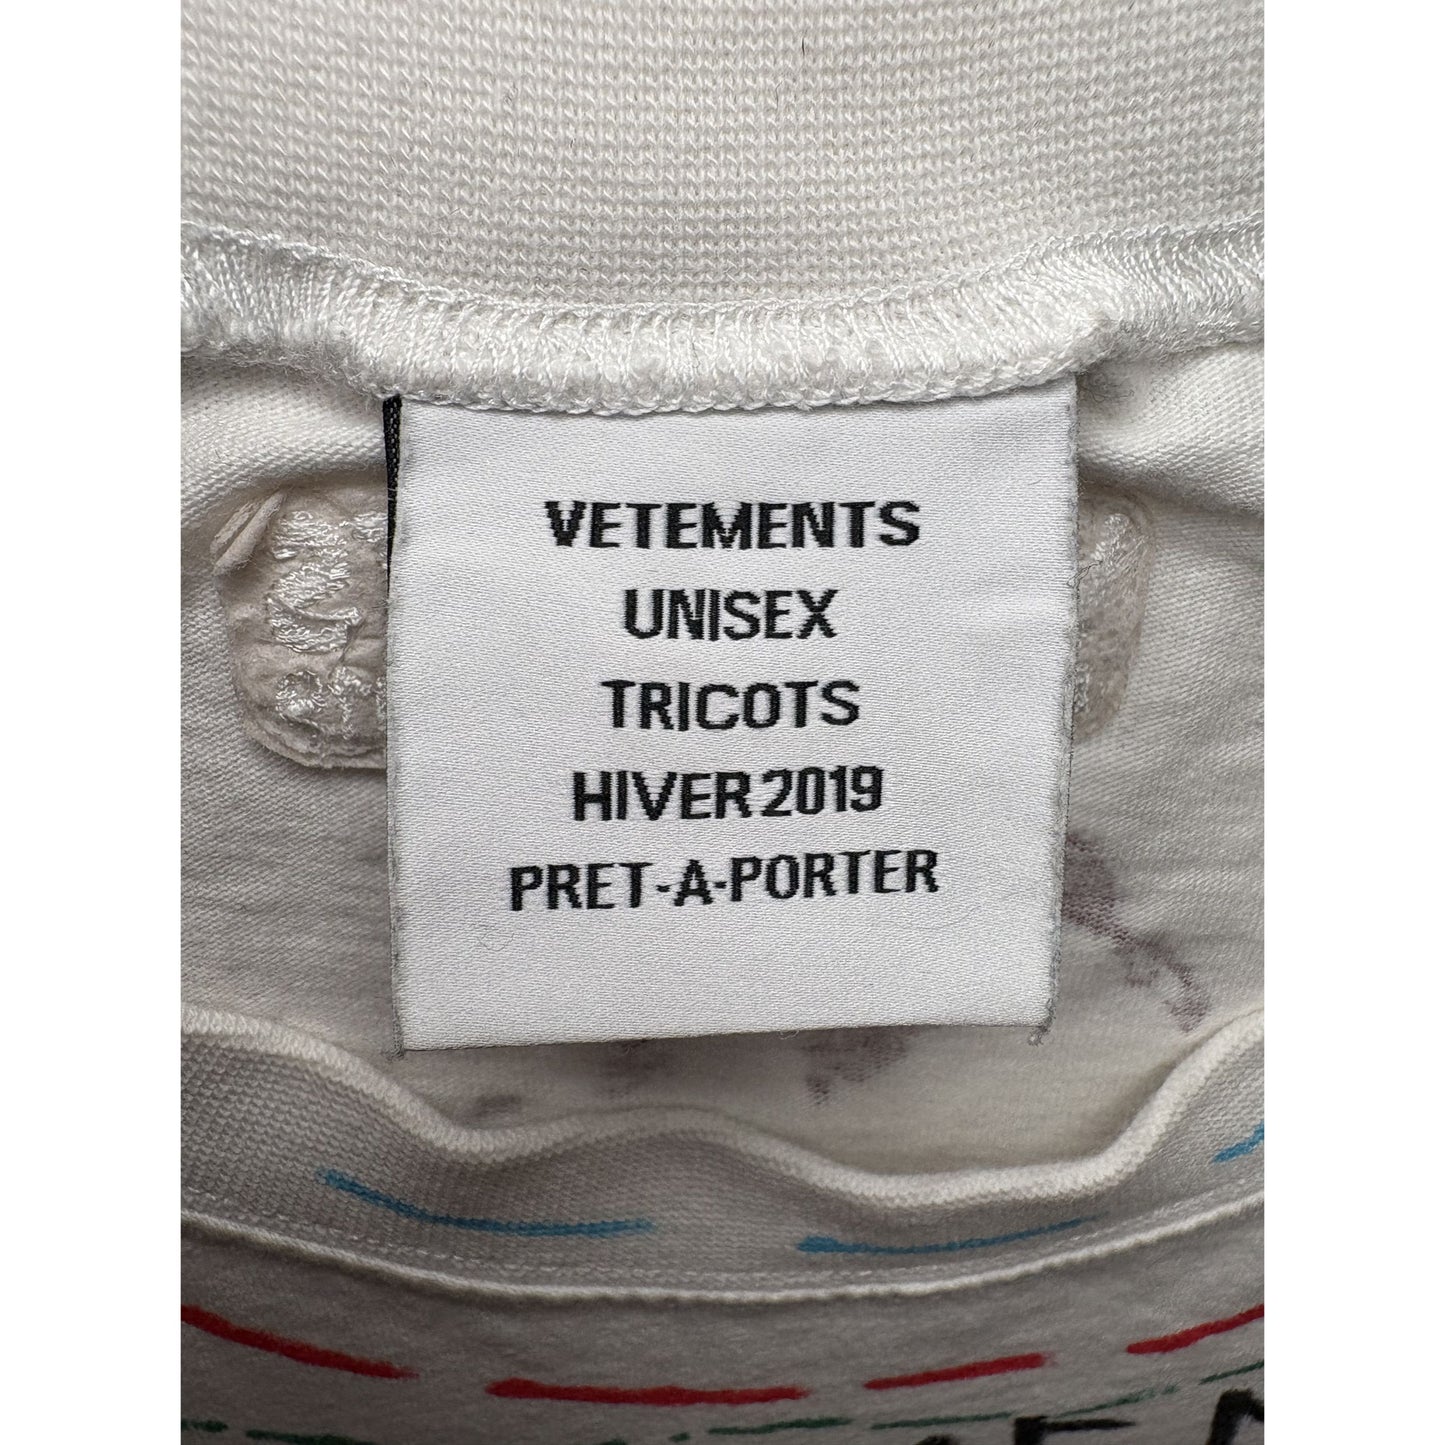 VETEMENTS
UNISEX
TRICOTS
HIVER 2019
PRET-A-PORTER